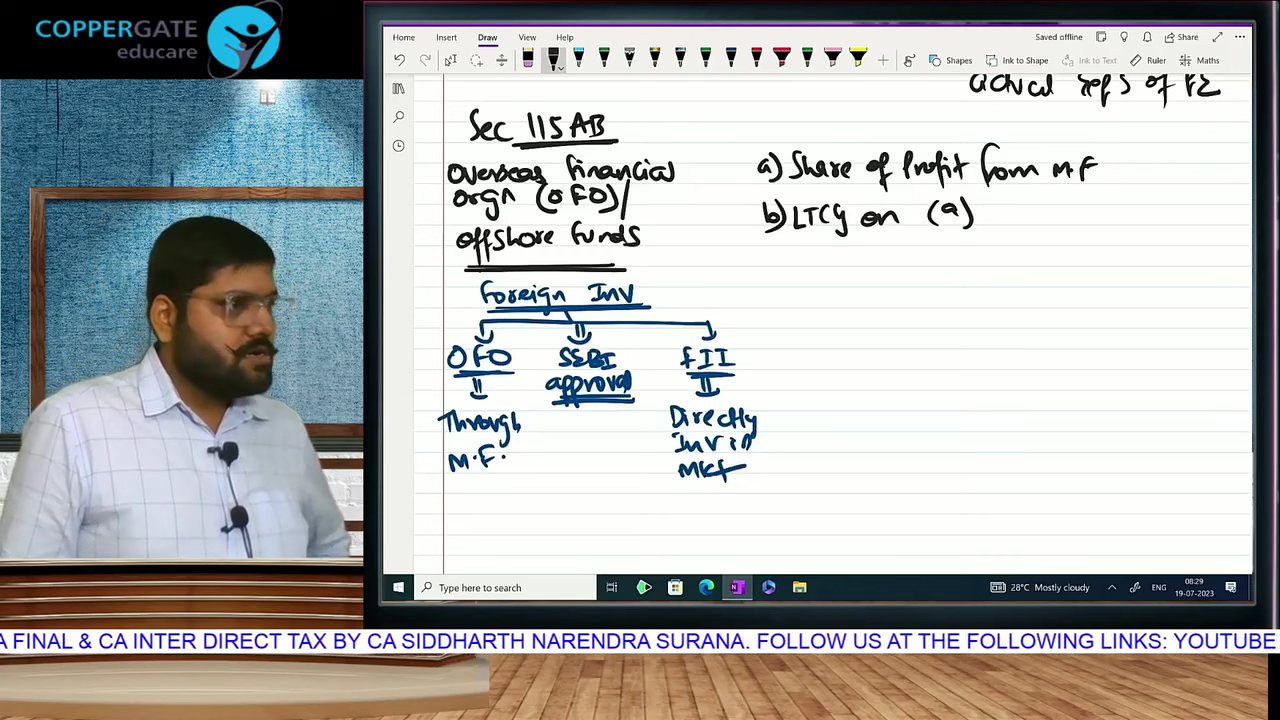 COPPERGATE
educare
Home Insert Draw View Help
Saved offline
Share
Shapes
Ink to Shape
Ink to Text
Ruler
Maths
actual of
Sec 115AB
overseas financial
orgn (OFO)/
offshore funds
a) Share of Profit from MF
b) LTCG on (a)
Foreign Inv
OFO
SEBI
approval
FII
Through
M.F.
Directly
Inv in
Mkt
Type here to search
28°C Mostly cloudy
ENG
08:29
19-07-2023
A FINAL & CA INTER DIRECT TAX BY CA SIDDHARTH NARENDRA SURANA. FOLLOW US AT THE FOLLOWING LINKS: YOUTUBE